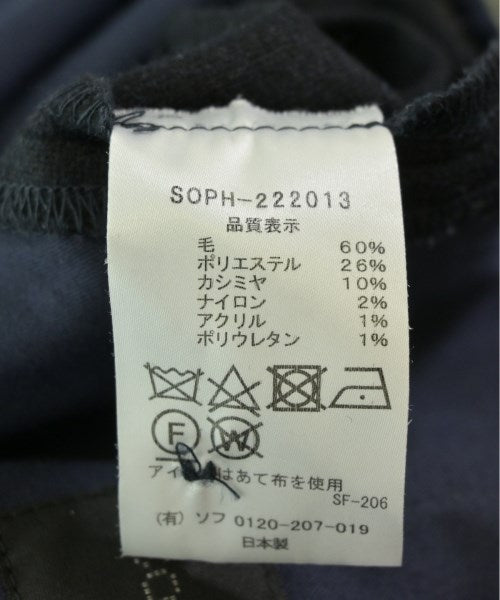 SOPH-222013
品質表示
毛 60%
ポリエステル 26%
カシミヤ 10%
ナイロン 2%
アクリル 1%
ポリウレタン 1%
F W
はあて布を使用
SF-206
(有) ソフ 0120-207-019
日本製